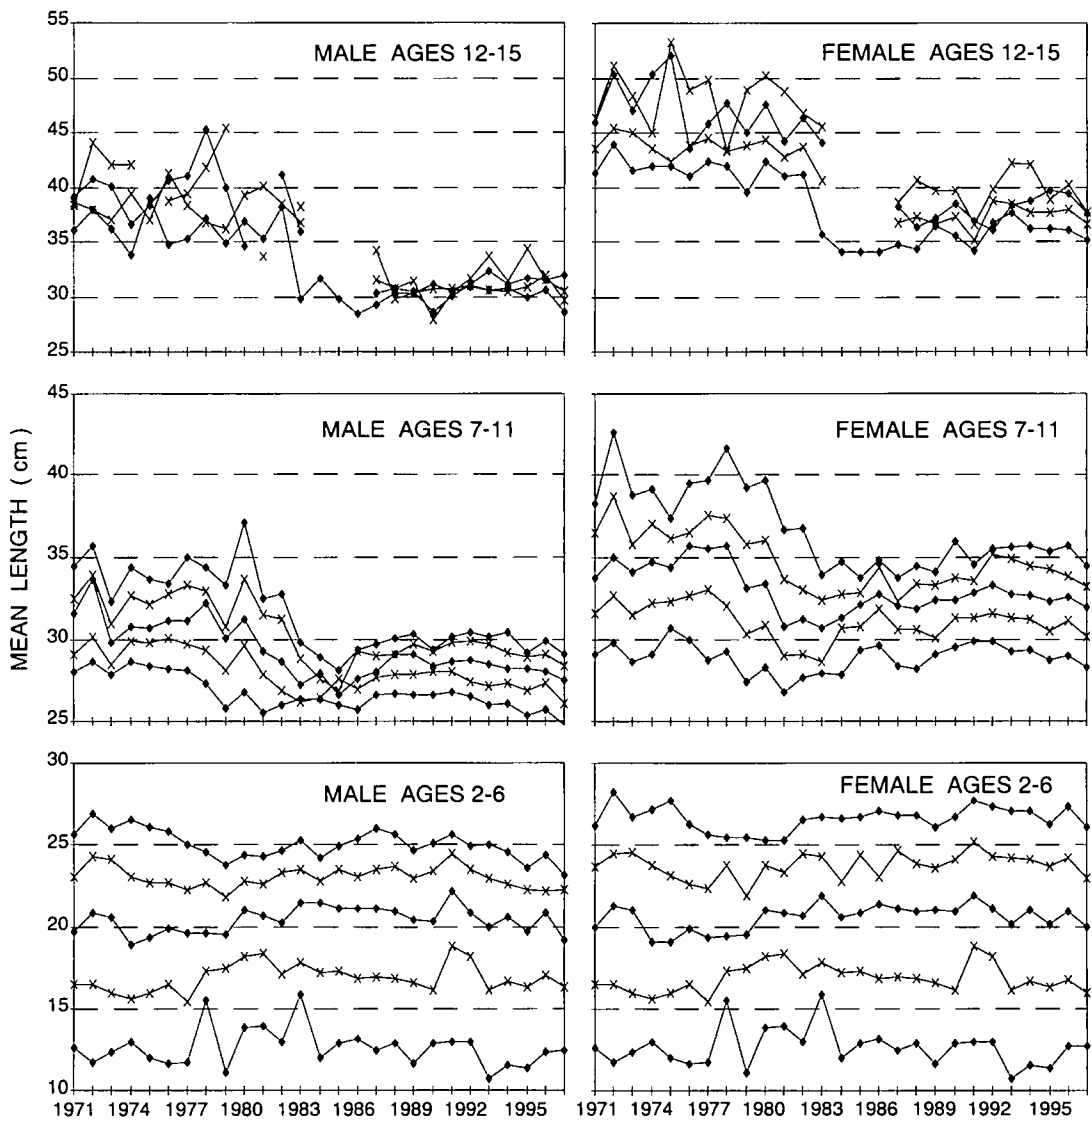 55
50
45
40
35
30
25
MALE AGES 12-15
FEMALE AGES 12-15
MEAN LENGTH (cm)
45
40
35
30
25
MALE AGES 7-11
FEMALE AGES 7-11
30
25
20
15
10
MALE AGES 2-6
FEMALE AGES 2-6
1971 1974 1977 1980 1983 1986 1989 1992 1995
1971 1974 1977 1980 1983 1986 1989 1992 1995